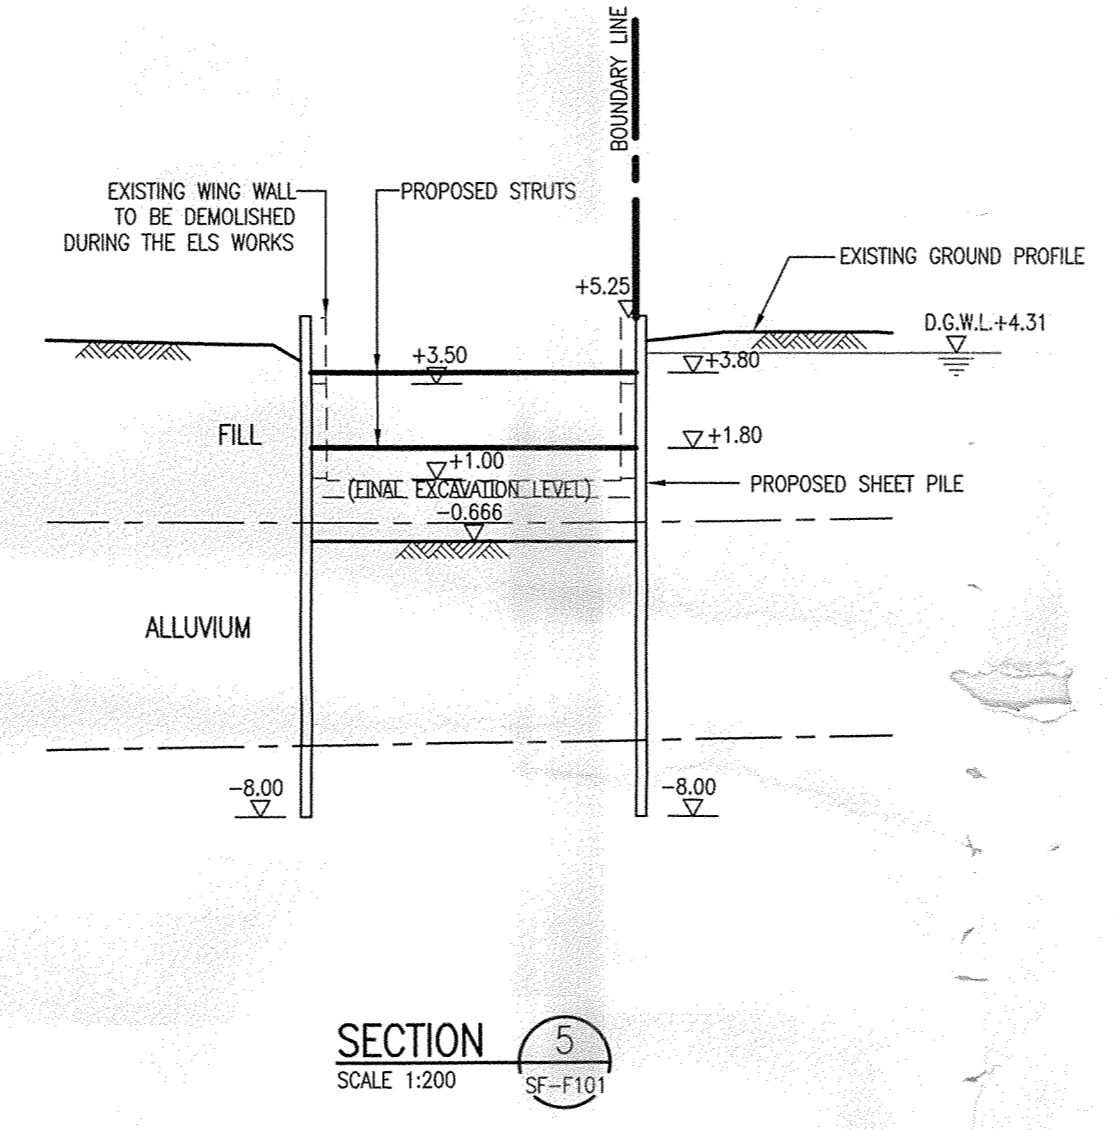 BOUNDARY LINE
EXISTING WING WALL
TO BE DEMOLISHED
DURING THE ELS WORKS
PROPOSED STRUTS
EXISTING GROUND PROFILE
+5.25
D.G.W.L.+4.31
+3.50
+3.80
FILL
+1.80
+1.00
(FINAL EXCAVATION LEVEL)
PROPOSED SHEET PILE
-0.666
ALLUVIUM
-8.00
-8.00
SECTION
5
SCALE 1:200
SF-F101